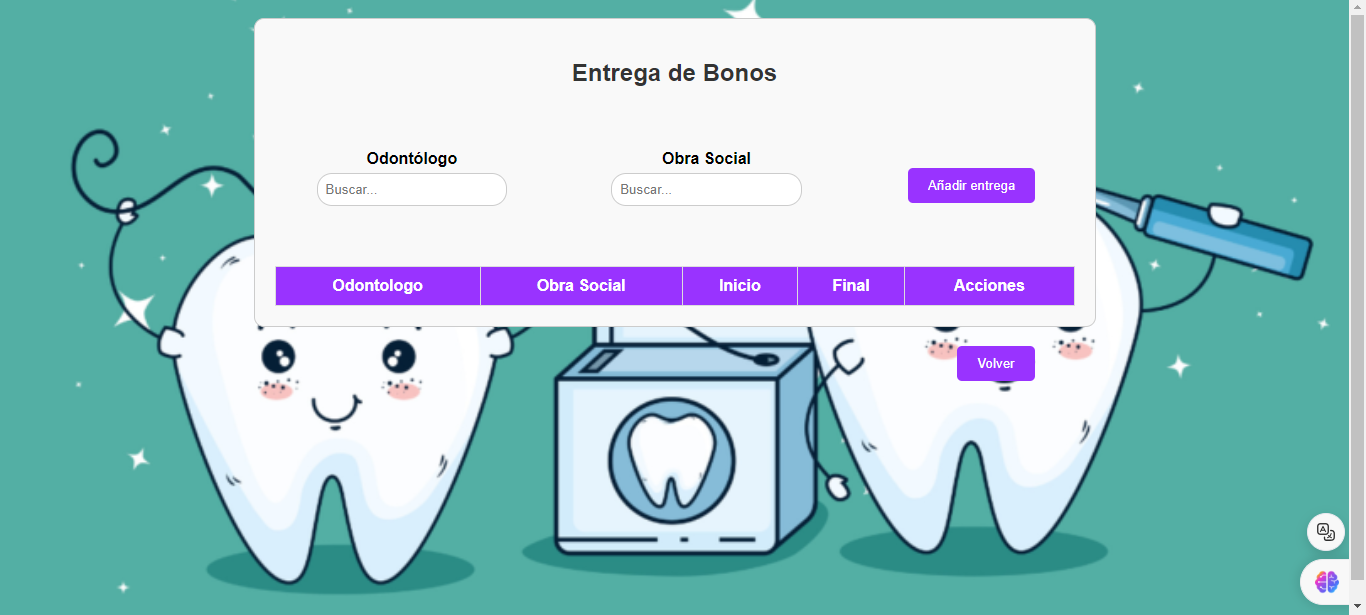 Entrega de Bonos
Odontólogo Obra Social
Buscar... Buscar... Añadir entrega
Odontologo Obra Social Inicio Final Acciones
Volver